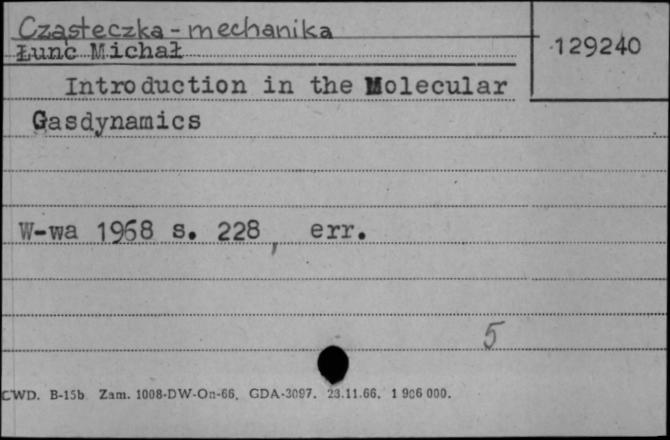 Cząsteczka - mechanika
129240
Łunc Michał
Introduction in the Molecular
Gasdynamics
W-wa 1968 s. 228, err.
5
CWD. B-15b Zam. 1008-DW-On-66. GDA-3097. 23.11.66. 1 906 000.